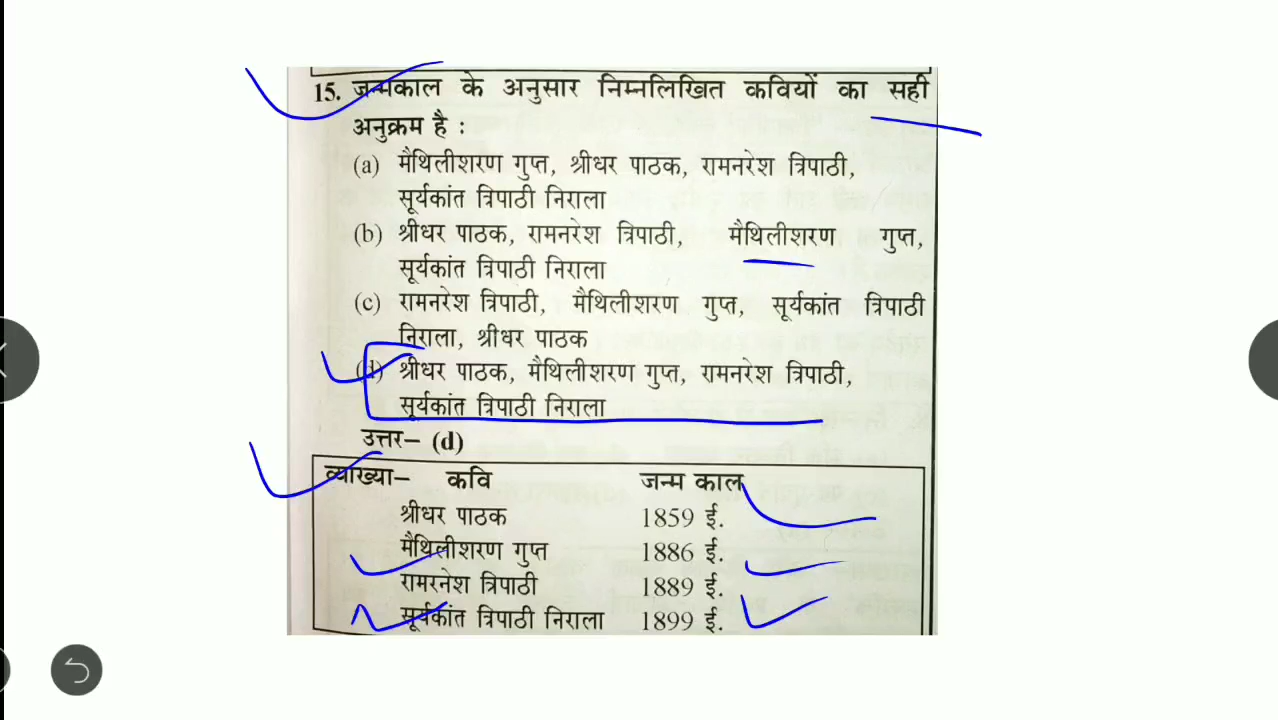 15. जन्मकाल के अनुसार निम्नलिखित कवियों का सही
अनुक्रम है :
(a) मैथिलीशरण गुप्त, श्रीधर पाठक, रामनरेश त्रिपाठी,
सूर्यकांत त्रिपाठी निराला
(b) श्रीधर पाठक, रामनरेश त्रिपाठी, मैथिलीशरण गुप्त,
सूर्यकांत त्रिपाठी निराला
(c) रामनरेश त्रिपाठी, मैथिलीशरण गुप्त, सूर्यकांत त्रिपाठी
निराला, श्रीधर पाठक
(d) श्रीधर पाठक, मैथिलीशरण गुप्त, रामनरेश त्रिपाठी,
सूर्यकांत त्रिपाठी निराला
उत्तर– (d)
व्याख्या– कवि जन्म काल
श्रीधर पाठक 1859 ई.
मैथिलीशरण गुप्त 1886 ई.
रामरनेश त्रिपाठी 1889 ई.
सूर्यकांत त्रिपाठी निराला 1899 ई.